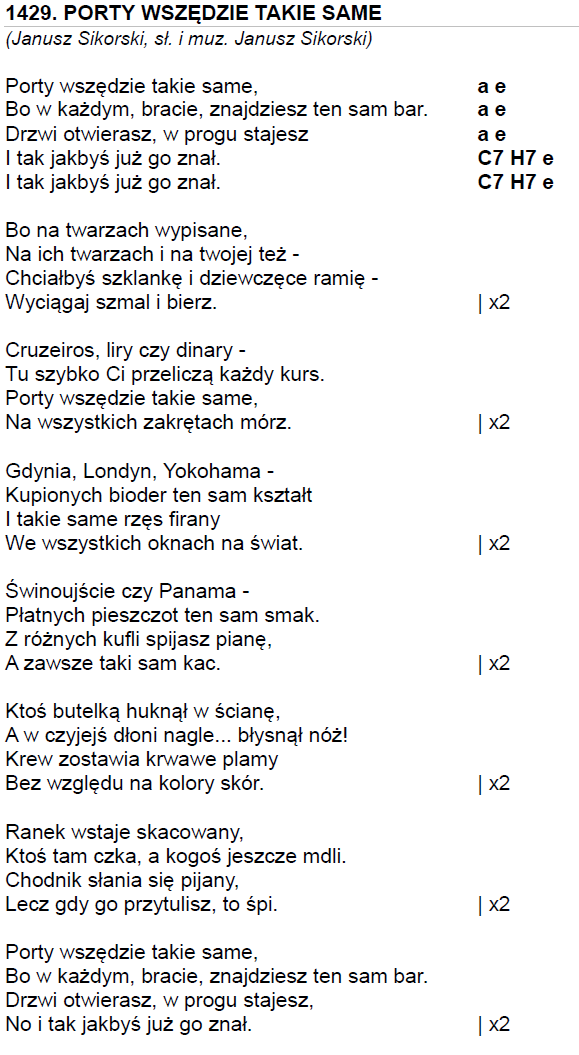 1429. PORTY WSZĘDZIE TAKIE SAME
(Janusz Sikorski, sł. i muz. Janusz Sikorski)
Porty wszędzie takie same, a e
Bo w każdym, bracie, znajdziesz ten sam bar. a e
Drzwi otwierasz, w progu stajesz a e
I tak jakbyś już go znał. C7 H7 e
I tak jakbyś już go znał. C7 H7 e
Bo na twarzach wypisane,
Na ich twarzach i na twojej też -
Chciałbyś szklankę i dziewczęce ramię -
Wyciągaj szmal i bierz. | x2
Cruzeiros, liry czy dinary -
Tu szybko Ci przeliczą każdy kurs.
Porty wszędzie takie same,
Na wszystkich zakrętach mórz. | x2
Gdynia, Londyn, Yokohama -
Kupionych bioder ten sam kształt
I takie same rzęs firany
We wszystkich oknach na świat. | x2
Świnoujście czy Panama -
Płatnych pieszczot ten sam smak.
Z różnych kufli spijasz pianę,
A zawsze taki sam kac. | x2
Ktoś butelką huknął w ścianę,
A w czyjejś dłoni nagle... błysnął nóż!
Krew zostawia krwawe plamy
Bez względu na kolory skór. | x2
Ranek wstaje skacowany,
Ktoś tam czka, a kogoś jeszcze mdli.
Chodnik słania się pijany,
Lecz gdy go przytulisz, to śpi. | x2
Porty wszędzie takie same,
Bo w każdym, bracie, znajdziesz ten sam bar.
Drzwi otwierasz, w progu stajesz,
No i tak jakbyś już go znał. | x2